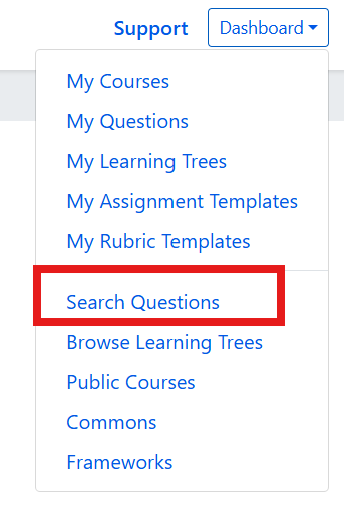 Support Dashboard
My Courses
My Questions
My Learning Trees
My Assignment Templates
My Rubric Templates
Search Questions
Browse Learning Trees
Public Courses
Commons
Frameworks